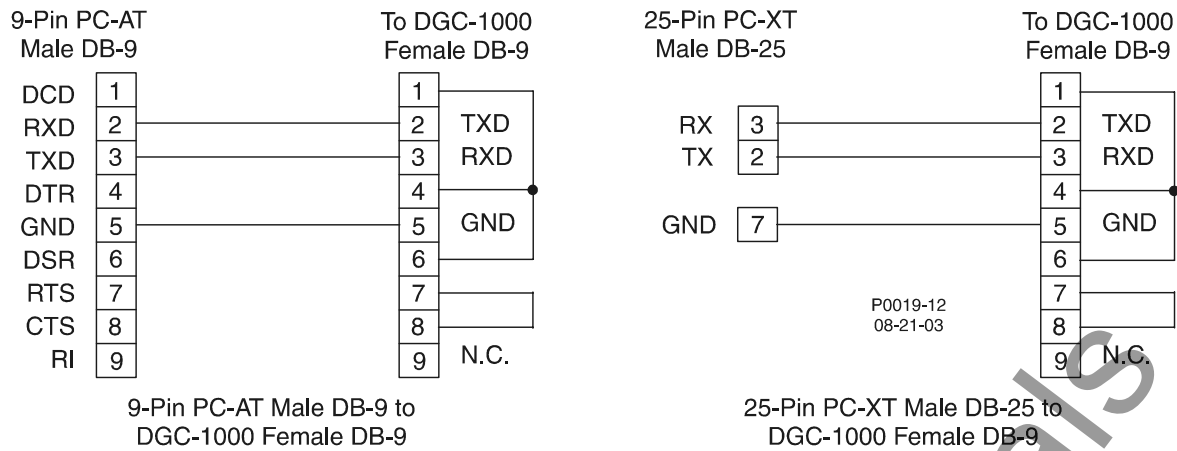 9-Pin PC-AT
Male DB-9
To DGC-1000
Female DB-9
DCD 1
RXD 2
TXD 3
DTR 4
GND 5
DSR 6
RTS 7
CTS 8
RI 9
1
2 TXD
3 RXD
4
5 GND
6
7
8
9 N.C.
9-Pin PC-AT Male DB-9 to
DGC-1000 Female DB-9
25-Pin PC-XT
Male DB-25
To DGC-1000
Female DB-9
RX 3
TX 2
GND 7
1
2 TXD
3 RXD
4
5 GND
6
7
8
9 N.C.
P0019-12
08-21-03
25-Pin PC-XT Male DB-25 to
DGC-1000 Female DB-9
als